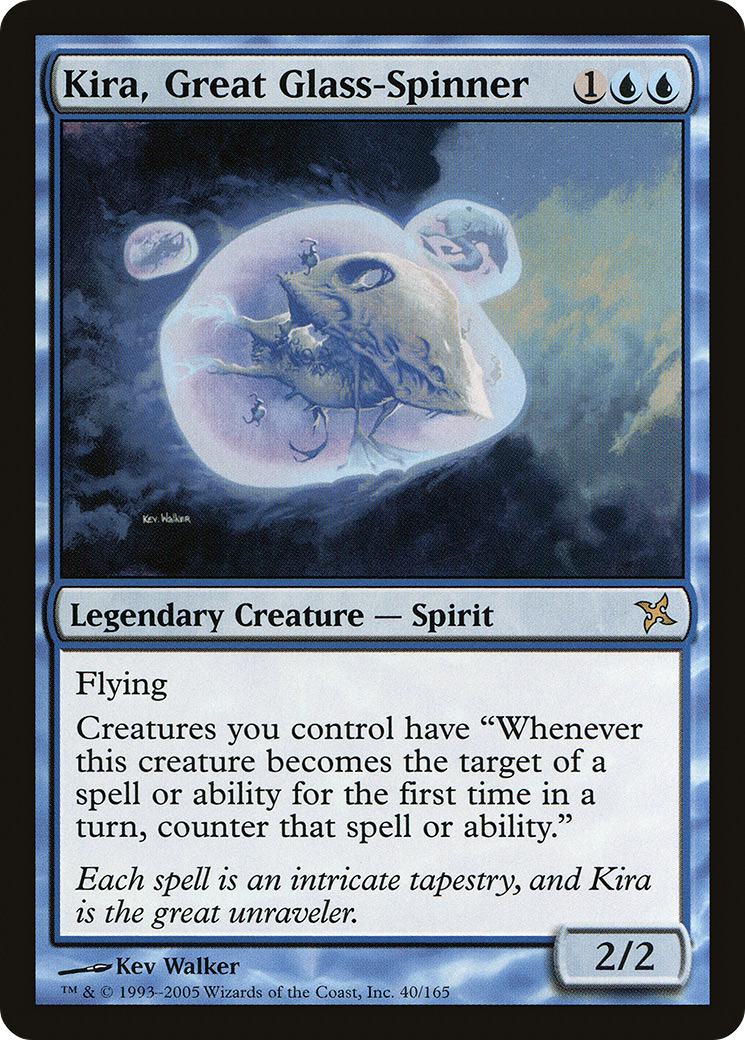 Kira, Great Glass-Spinner 1
KEV. WALKER
Legendary Creature — Spirit
Flying
Creatures you control have “Whenever
this creature becomes the target of a
spell or ability for the first time in a
turn, counter that spell or ability.”
Each spell is an intricate tapestry, and Kira
is the great unraveler.
2/2
Kev Walker
™ & © 1993–2005 Wizards of the Coast, Inc. 40/165